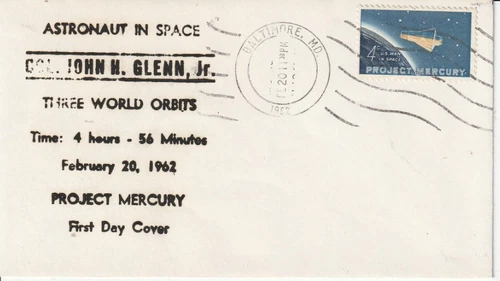 ASTRONAUT IN SPACE
COL. JOHN H. GLENN, Jr.
THREE WORLD ORBITS
Time: 4 hours - 56 Minutes
February 20, 1962
PROJECT MERCURY
First Day Cover
BALTIMORE, MD
1962
4¢
U.S. MAN
IN SPACE
PROJECT MERCURY